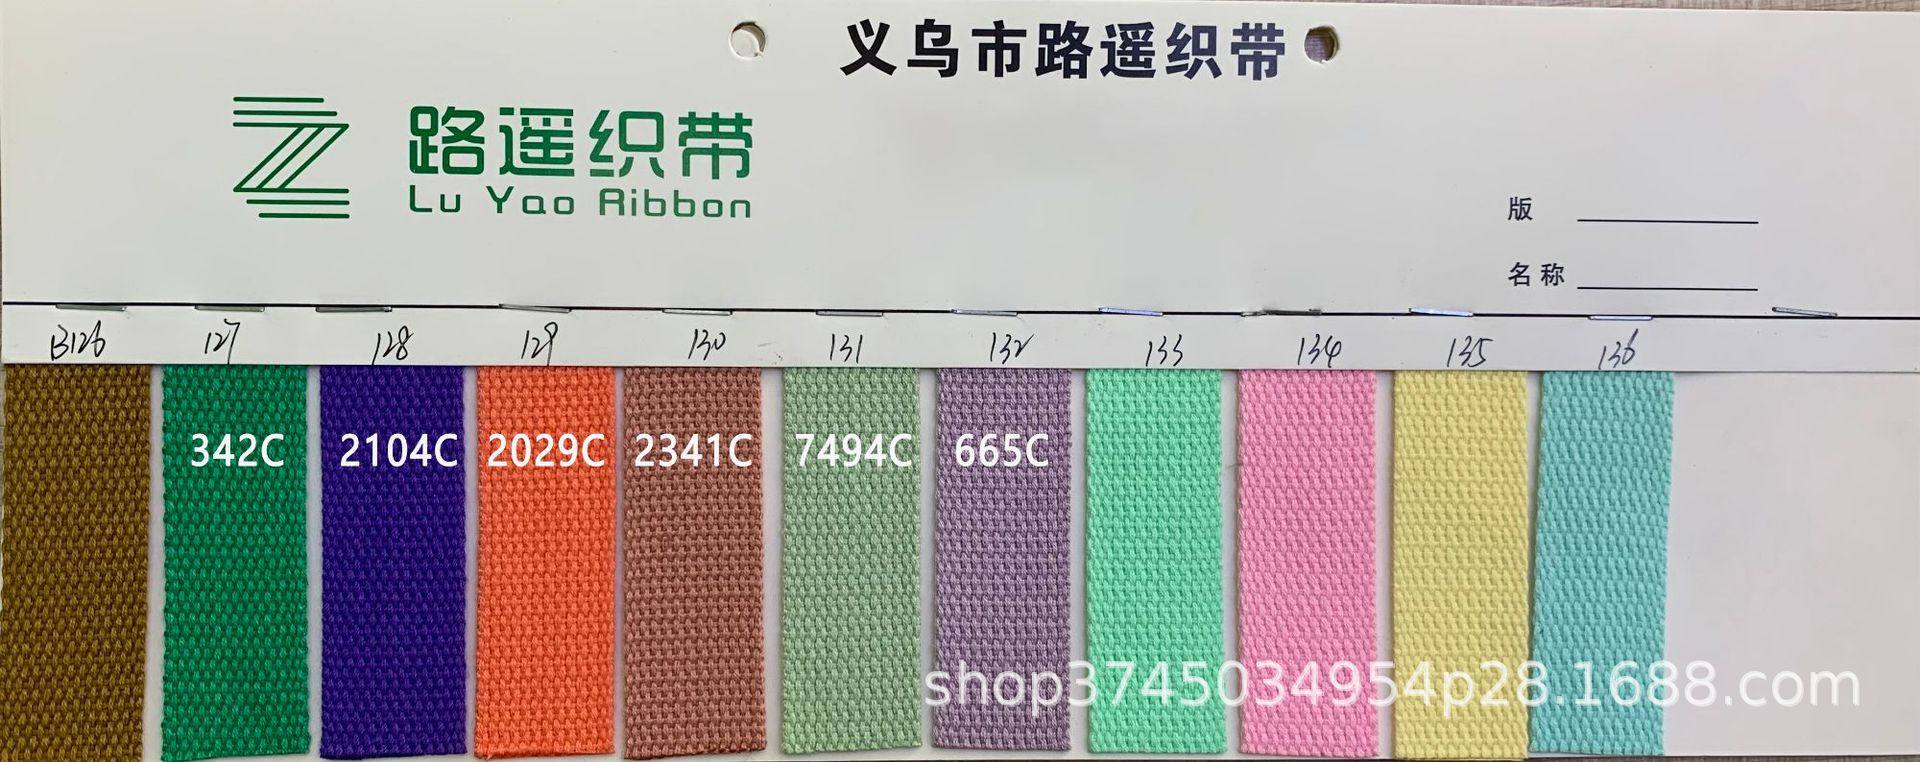 义乌市路遥织带
路遥织带
Lu Yao Ribbon
版
名称
B126 127 128 129 130 131 132 133 134 135 136
342C 2104C 2029C 2341C 7494C 665C
shop3745034954p28.1688.com